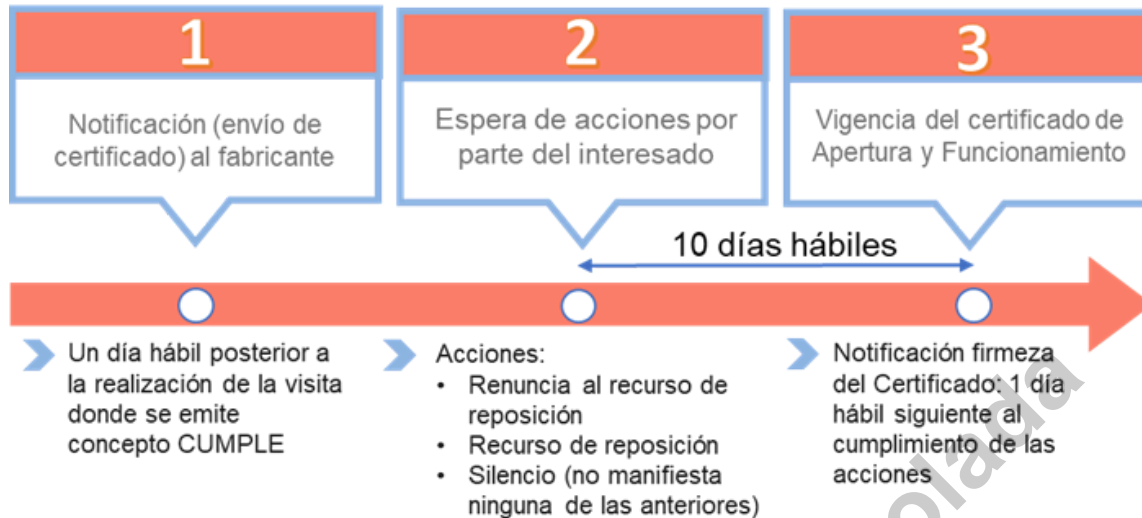 1
Notificación (envío de
certificado) al fabricante
2
Espera de acciones por
parte del interesado
3
Vigencia del certificado de
Apertura y Funcionamiento
10 días hábiles
Un día hábil posterior a
la realización de la visita
donde se emite
concepto CUMPLE
Acciones:
• Renuncia al recurso de
reposición
• Recurso de reposición
• Silencio (no manifiesta
ninguna de las anteriores)
Notificación firmeza
del Certificado: 1 día
hábil siguiente al
cumplimiento de las
acciones
olada